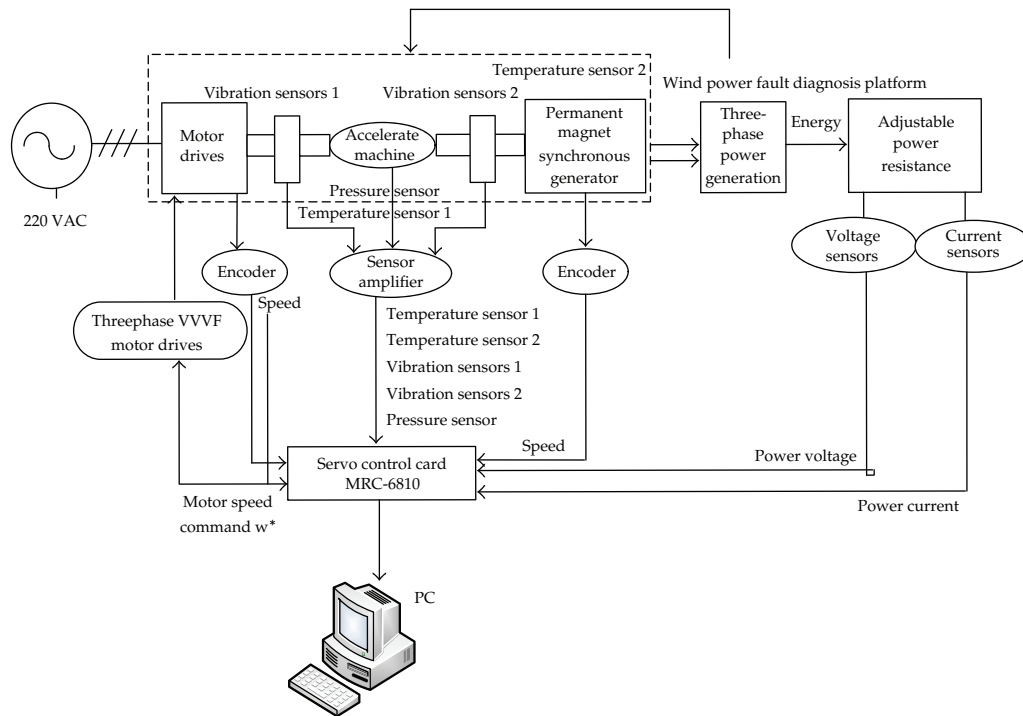 Temperature sensor 2
Wind power fault diagnosis platform
Vibration sensors 1
Vibration sensors 2
Motor
drives
Accelerate
machine
Permanent
magnet
synchronous
generator
Three-
phase
power
generation
Energy
Adjustable
power
resistance
220 VAC
Pressure sensor
Temperature sensor 1
Voltage
sensors
Current
sensors
Encoder
Sensor
amplifier
Encoder
Speed
Threephase VVVF
motor drives
Temperature sensor 1
Temperature sensor 2
Vibration sensors 1
Vibration sensors 2
Pressure sensor
Speed
Power voltage
Servo control card
MRC-6810
Motor speed
command w*
Power current
PC